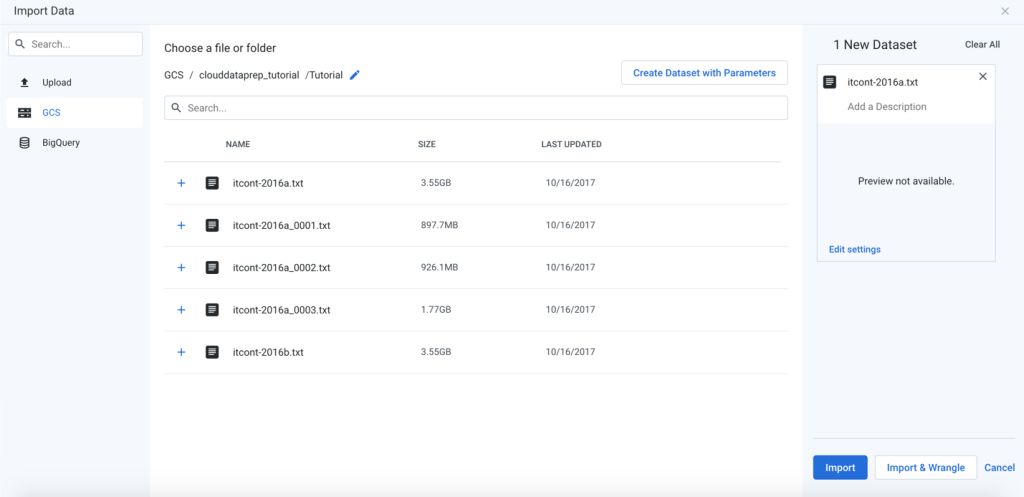 Import Data
Search...
Upload
GCS
BigQuery
Choose a file or folder
GCS / clouddataprep_tutorial /Tutorial
Create Dataset with Parameters
Search...
NAME SIZE LAST UPDATED
itcont-2016a.txt 3.55GB 10/16/2017
itcont-2016a_0001.txt 897.7MB 10/16/2017
itcont-2016a_0002.txt 926.1MB 10/16/2017
itcont-2016a_0003.txt 1.77GB 10/16/2017
itcont-2016b.txt 3.55GB 10/16/2017
1 New Dataset Clear All
itcont-2016a.txt
Add a Description
Preview not available.
Edit settings
Import Import & Wrangle Cancel